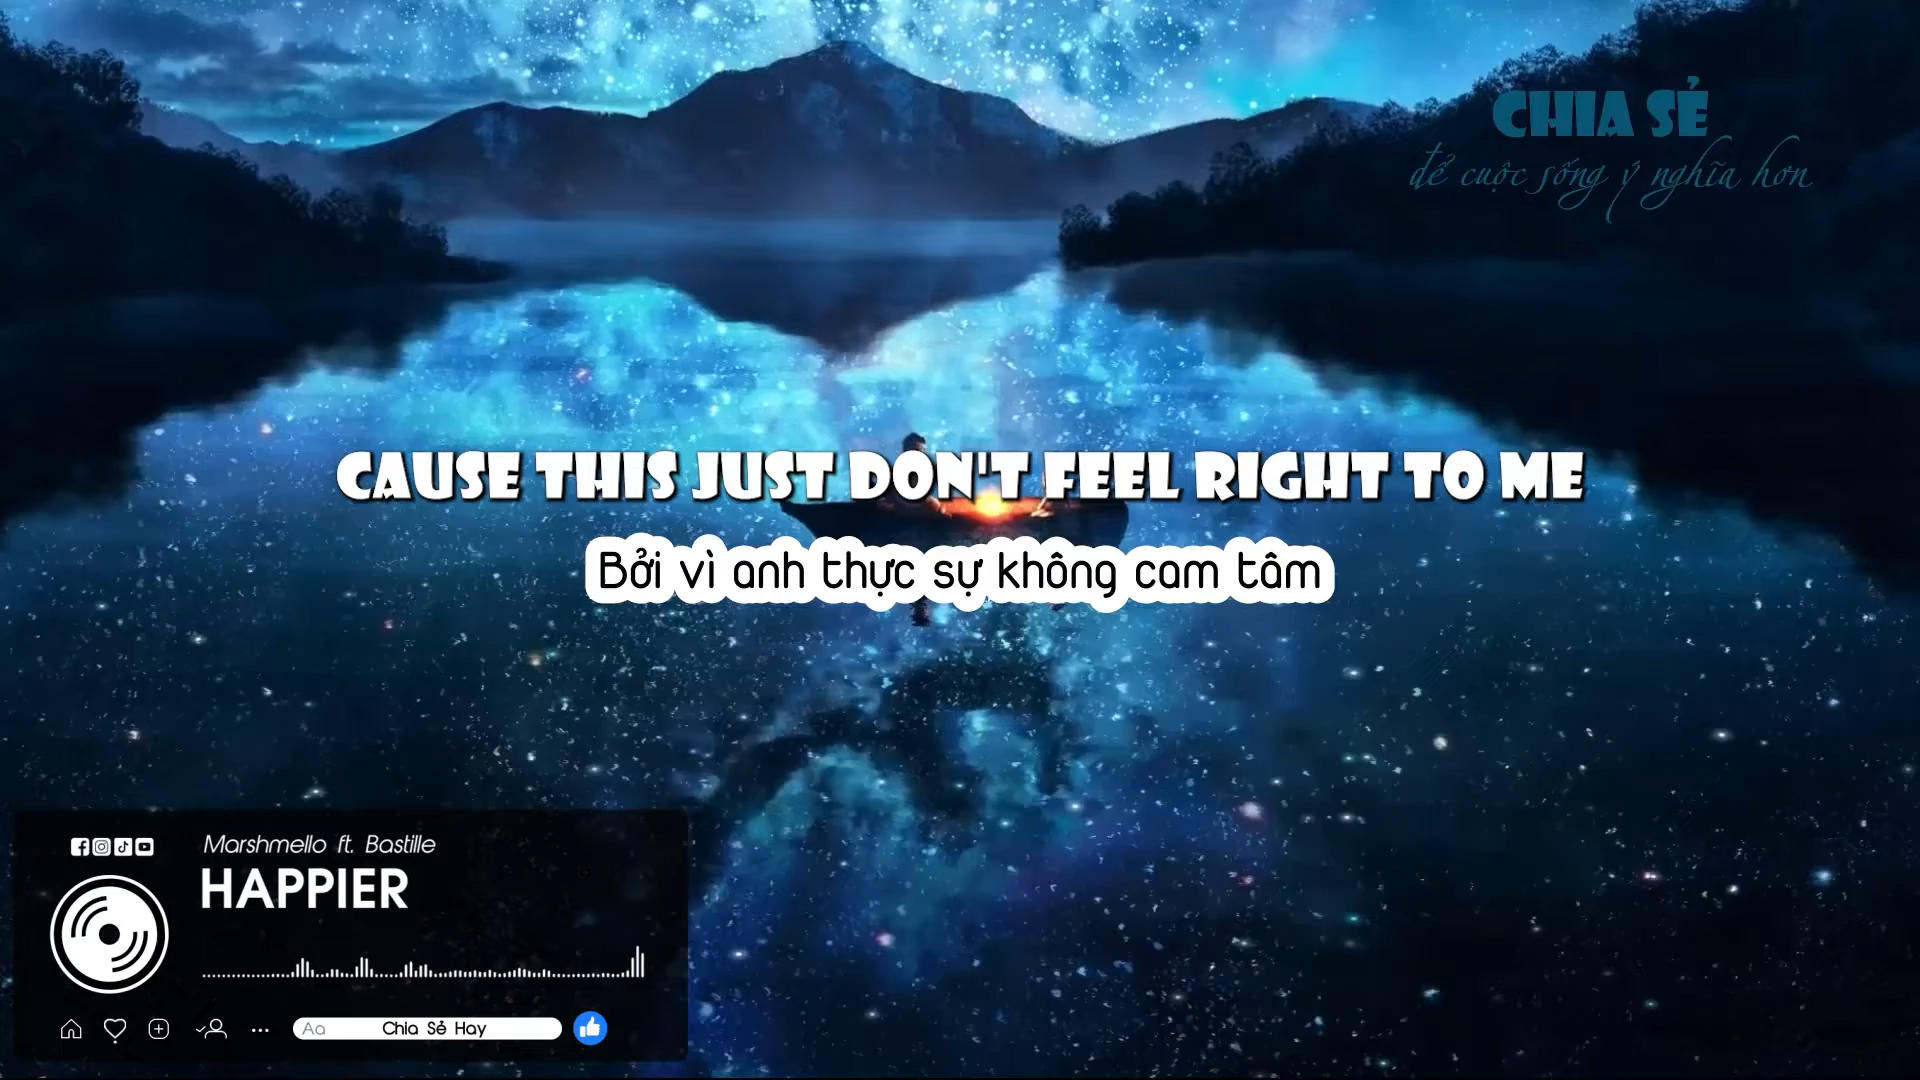 CHIA SẺ
để cuộc sống ý nghĩa hơn
CAUSE THIS JUST DON'T FEEL RIGHT TO ME
Bởi vì anh thực sự không cam tâm
Marshmello ft. Bastille
HAPPIER
Aa Chia Sẻ Hay